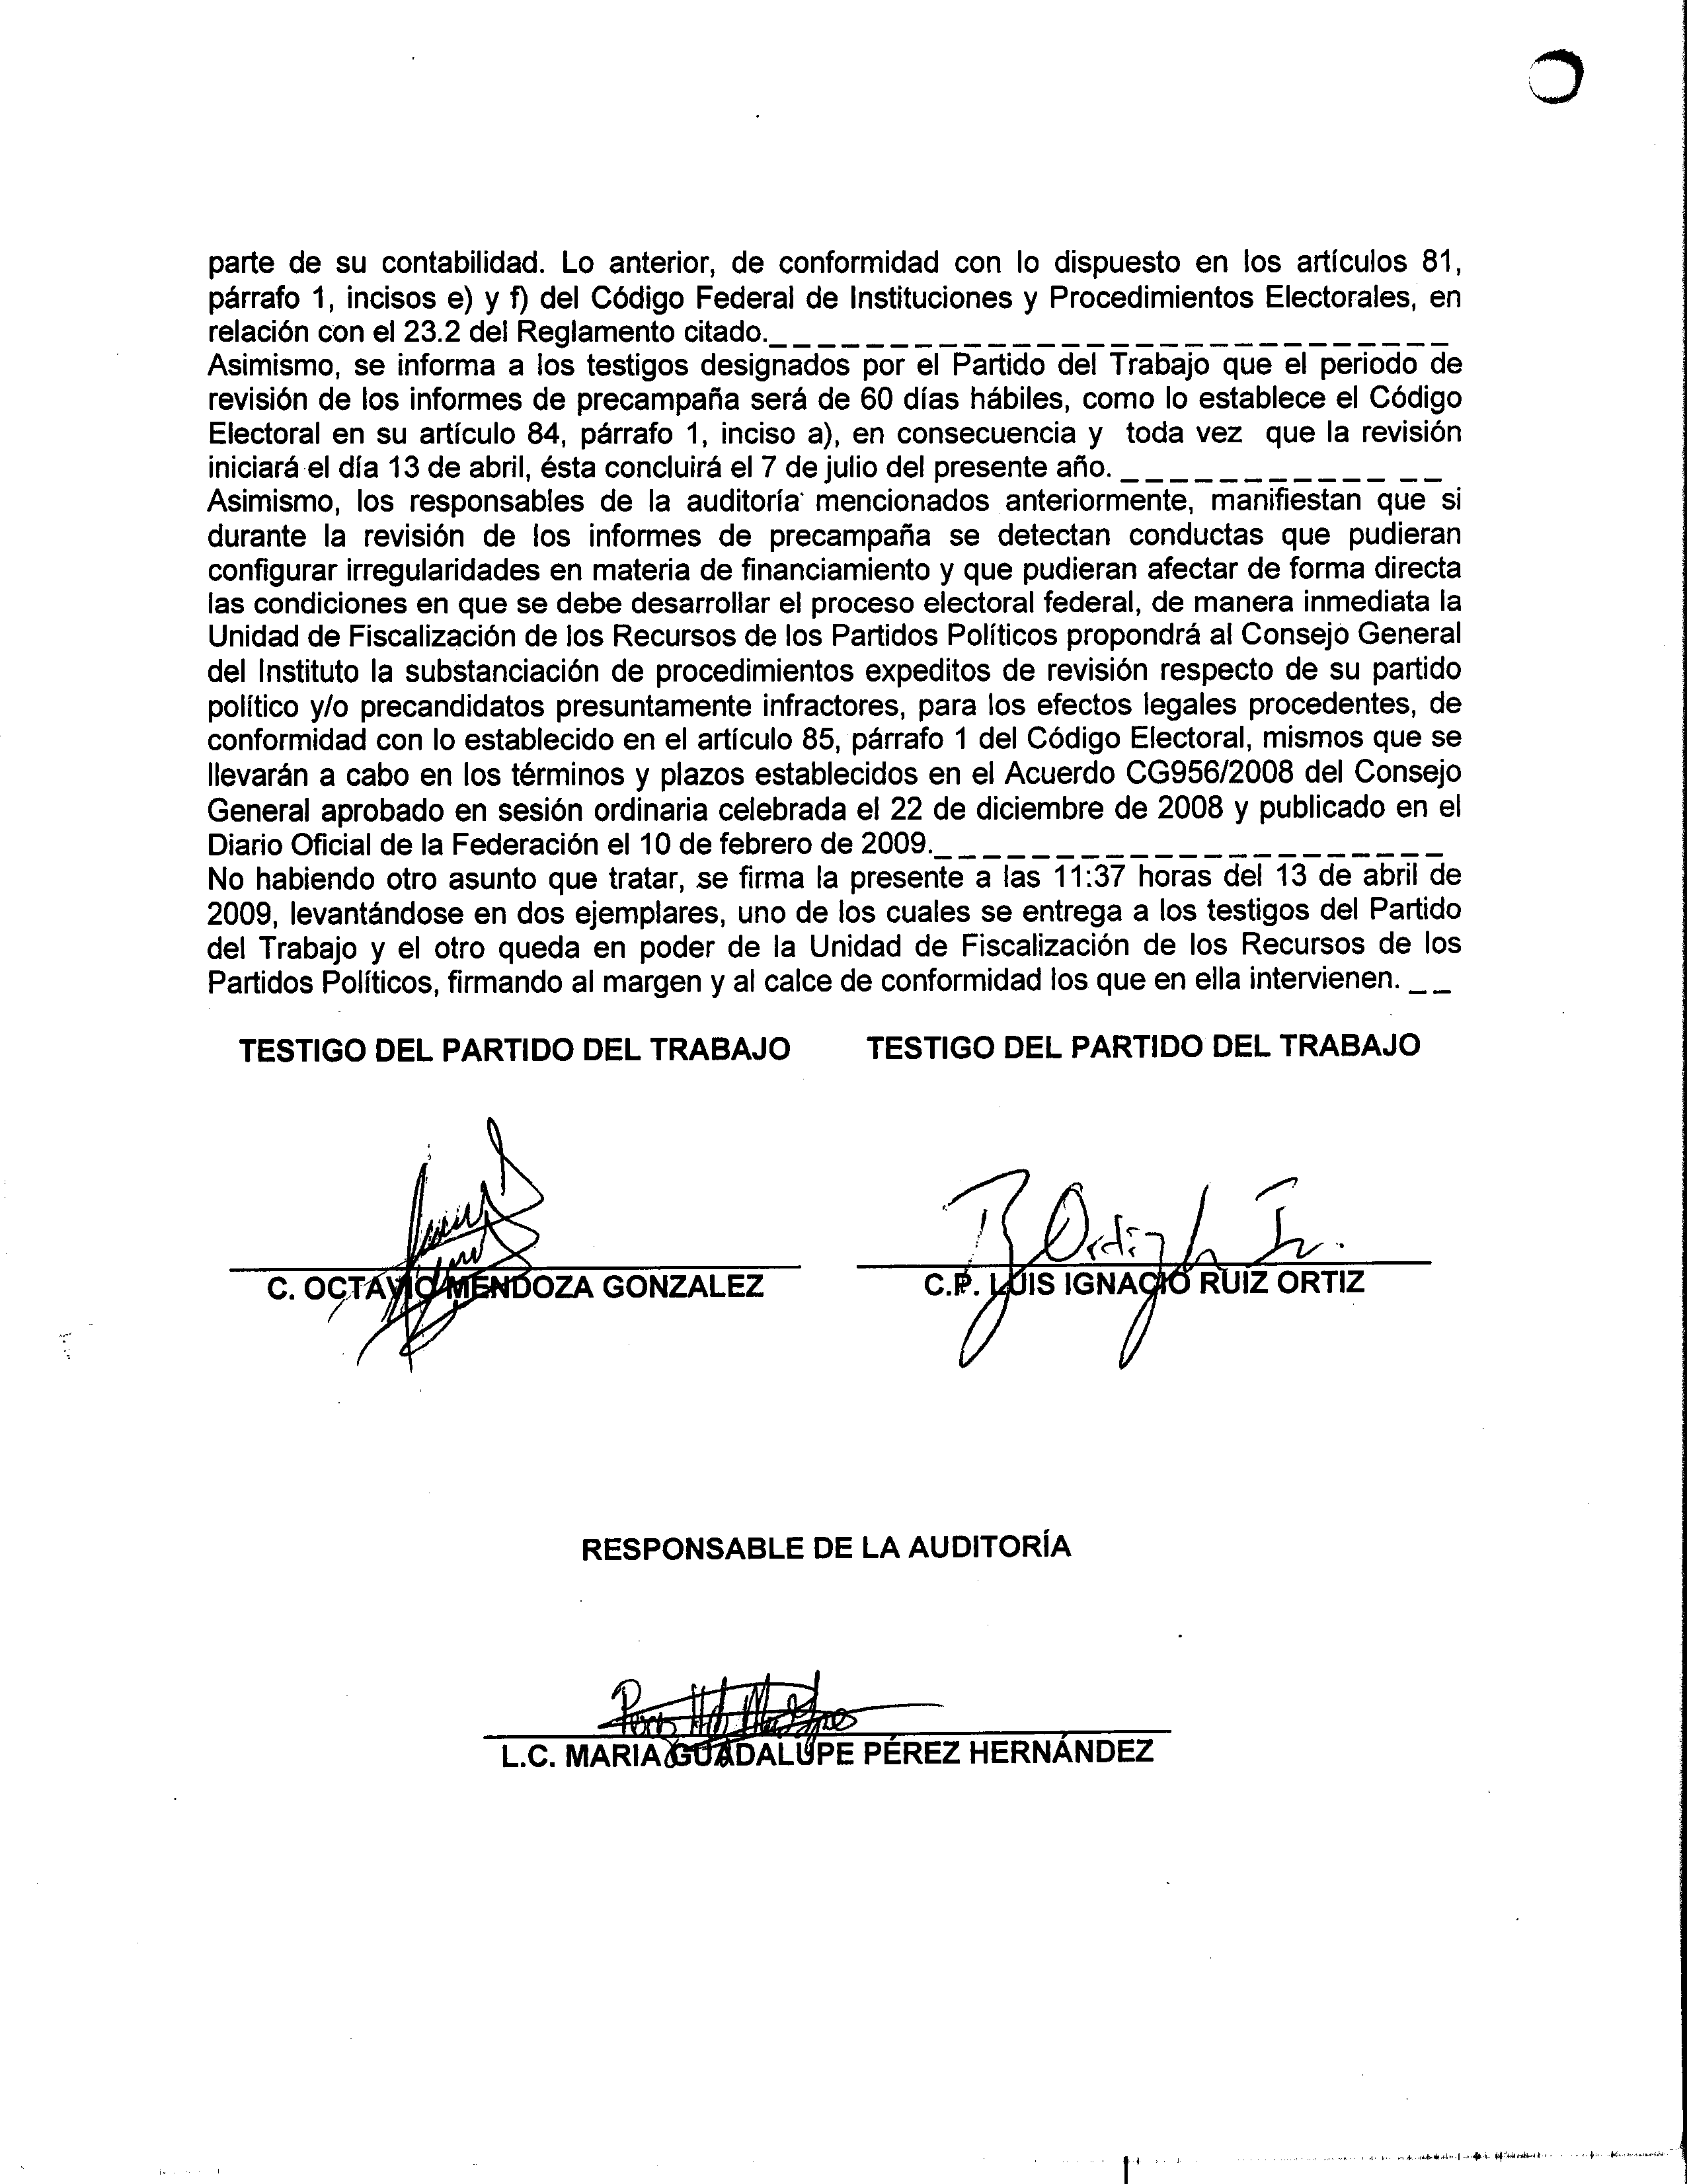 parte de su contabilidad. Lo anterior, de conformidad con lo dispuesto en los artículos 81,
párrafo 1, incisos e) y f) del Código Federal de Instituciones y Procedimientos Electorales, en
relación con el 23.2 del Reglamento citado.
Asimismo, se informa a los testigos designados por el Partido del Trabajo que el periodo de
revisión de los informes de precampaña será de 60 días hábiles, como lo establece el Código
Electoral en su artículo 84, párrafo 1, inciso a), en consecuencia y toda vez que la revisión
iniciará el día 13 de abril, ésta concluirá el 7 de julio del presente año.
Asimismo, los responsables de la auditoría mencionados anteriormente, manifiestan que si
durante la revisión de los informes de precampaña se detectan conductas que pudieran
configurar irregularidades en materia de financiamiento y que pudieran afectar de forma directa
las condiciones en que se debe desarrollar el proceso electoral federal, de manera inmediata la
Unidad de Fiscalización de los Recursos de los Partidos Políticos propondrá al Consejo General
del Instituto la substanciación de procedimientos expeditos de revisión respecto de su partido
político y/o precandidatos presuntamente infractores, para los efectos legales procedentes, de
conformidad con lo establecido en el artículo 85, párrafo 1 del Código Electoral, mismos que se
llevarán a cabo en los términos y plazos establecidos en el Acuerdo CG956/2008 del Consejo
General aprobado en sesión ordinaria celebrada el 22 de diciembre de 2008 y publicado en el
Diario Oficial de la Federación el 10 de febrero de 2009.
No habiendo otro asunto que tratar, se firma la presente a las 11:37 horas del 13 de abril de
2009, levantándose en dos ejemplares, uno de los cuales se entrega a los testigos del Partido
del Trabajo y el otro queda en poder de la Unidad de Fiscalización de los Recursos de los
Partidos Políticos, firmando al margen y al calce de conformidad los que en ella intervienen.
TESTIGO DEL PARTIDO DEL TRABAJO TESTIGO DEL PARTIDO DEL TRABAJO
C. OCTAVIO MENDOZA GONZALEZ C.P. LUIS IGNACIO RUIZ ORTIZ
RESPONSABLE DE LA AUDITORÍA
L.C. MARIA GUADALUPE PÉREZ HERNÁNDEZ